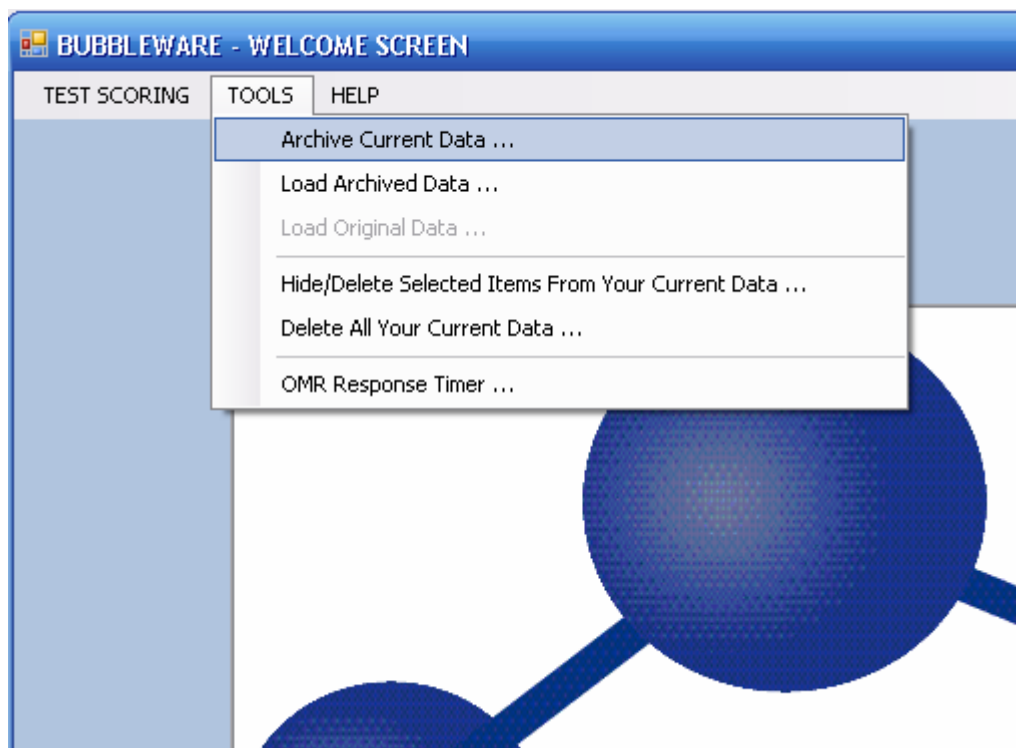 BUBBLEWARE - WELCOME SCREEN
TEST SCORING TOOLS HELP
Archive Current Data ...
Load Archived Data ...
Load Original Data ...
Hide/Delete Selected Items From Your Current Data ...
Delete All Your Current Data ...
OMR Response Timer ...